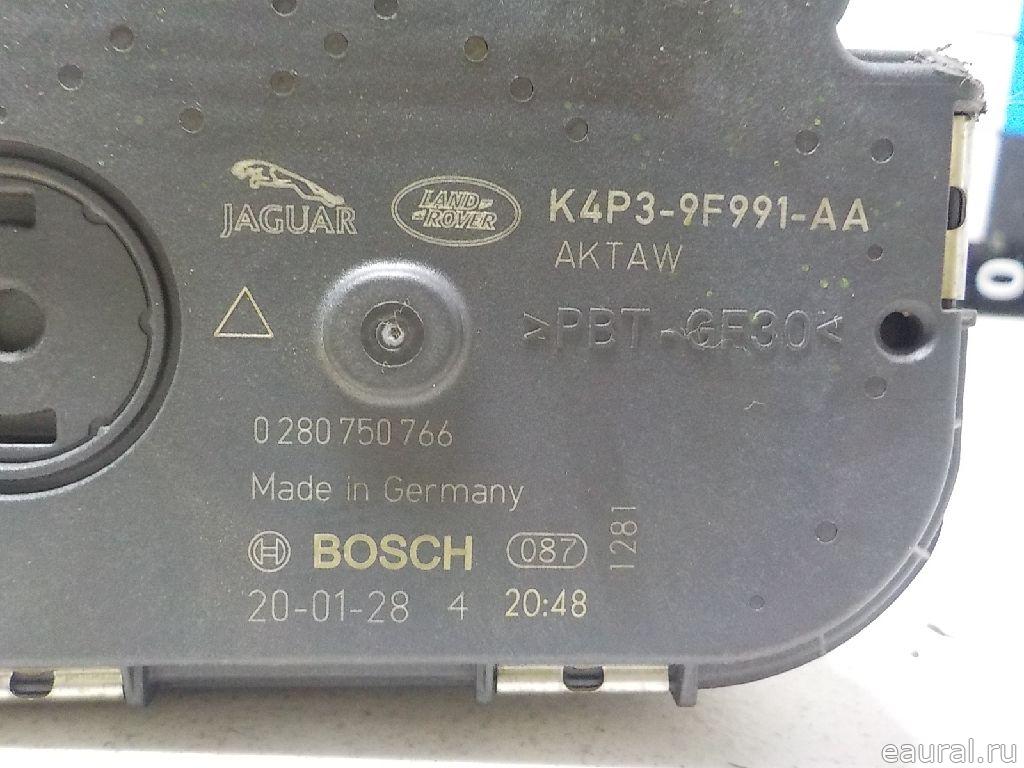 JAGUAR
LAND
ROVER
K4P3-9F991-AA
AKTAW
>PBT-GF30<
0 280 750 766
Made in Germany
BOSCH
087
1281
20-01-28 4 20:48
0
eaural.ru